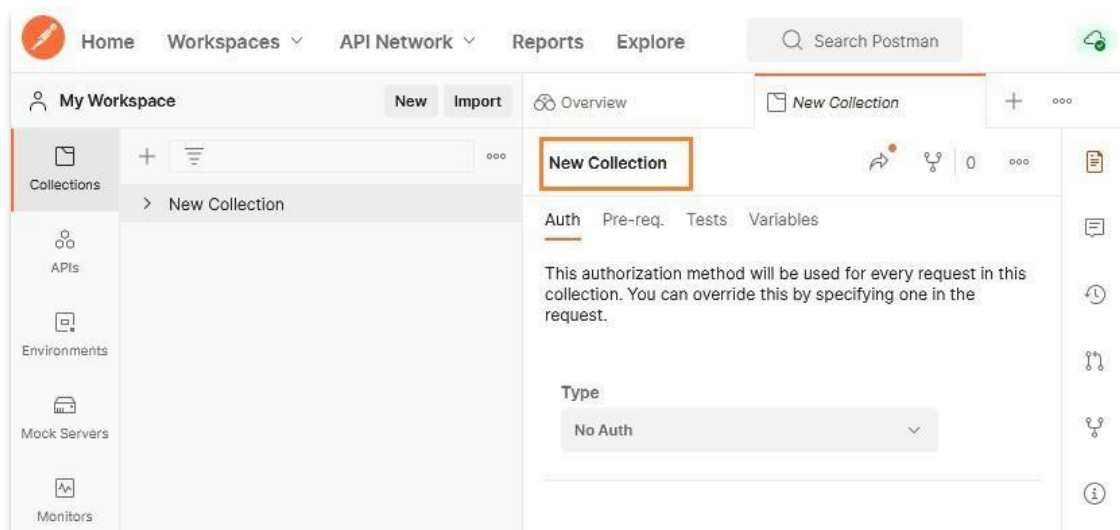 Home Workspaces API Network Reports Explore Search Postman
My Workspace New Import Overview New Collection
Collections
New Collection
New Collection 0
APIs
Environments
Mock Servers
Monitors
Auth Pre-req. Tests Variables
This authorization method will be used for every request in this
collection. You can override this by specifying one in the
request.
Type
No Auth